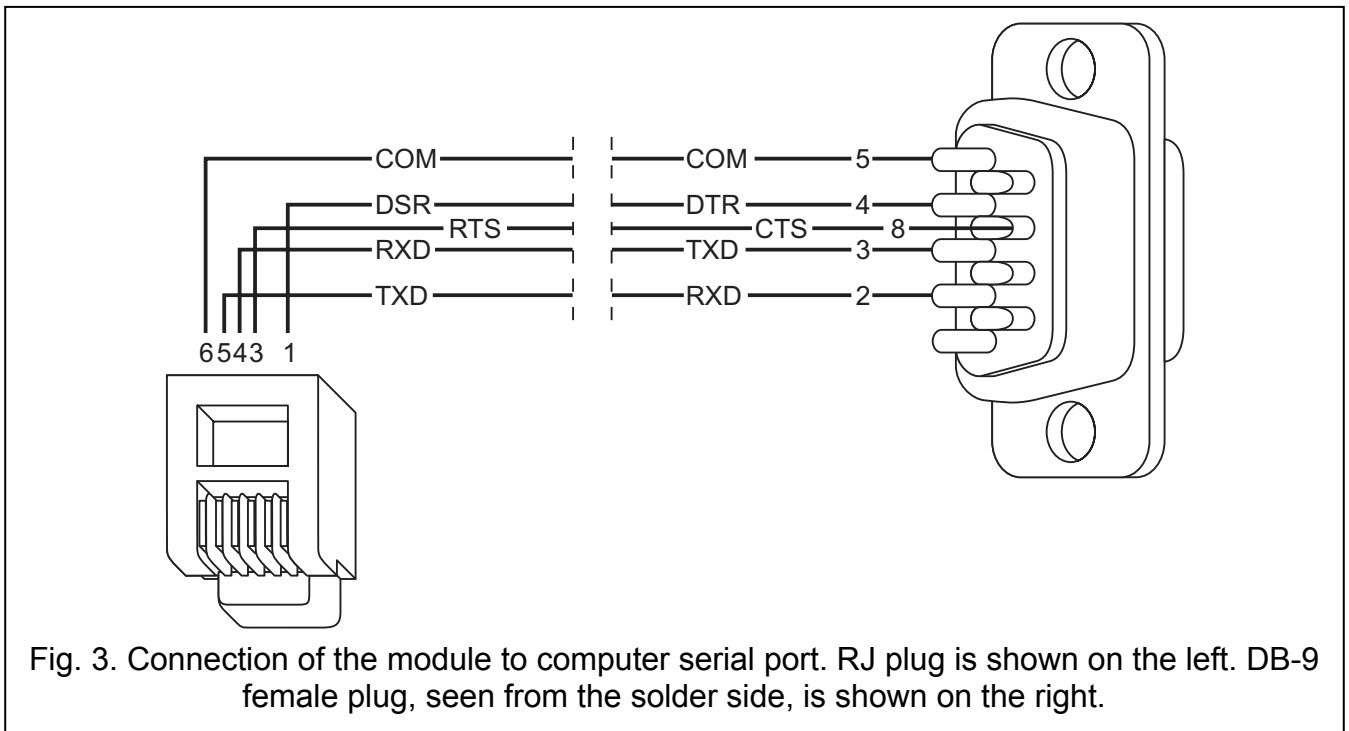 COM COM 5
DSR DTR 4
RTS CTS 8
RXD TXD 3
TXD RXD 2
6543 1
Fig. 3. Connection of the module to computer serial port. RJ plug is shown on the left. DB-9
female plug, seen from the solder side, is shown on the right.